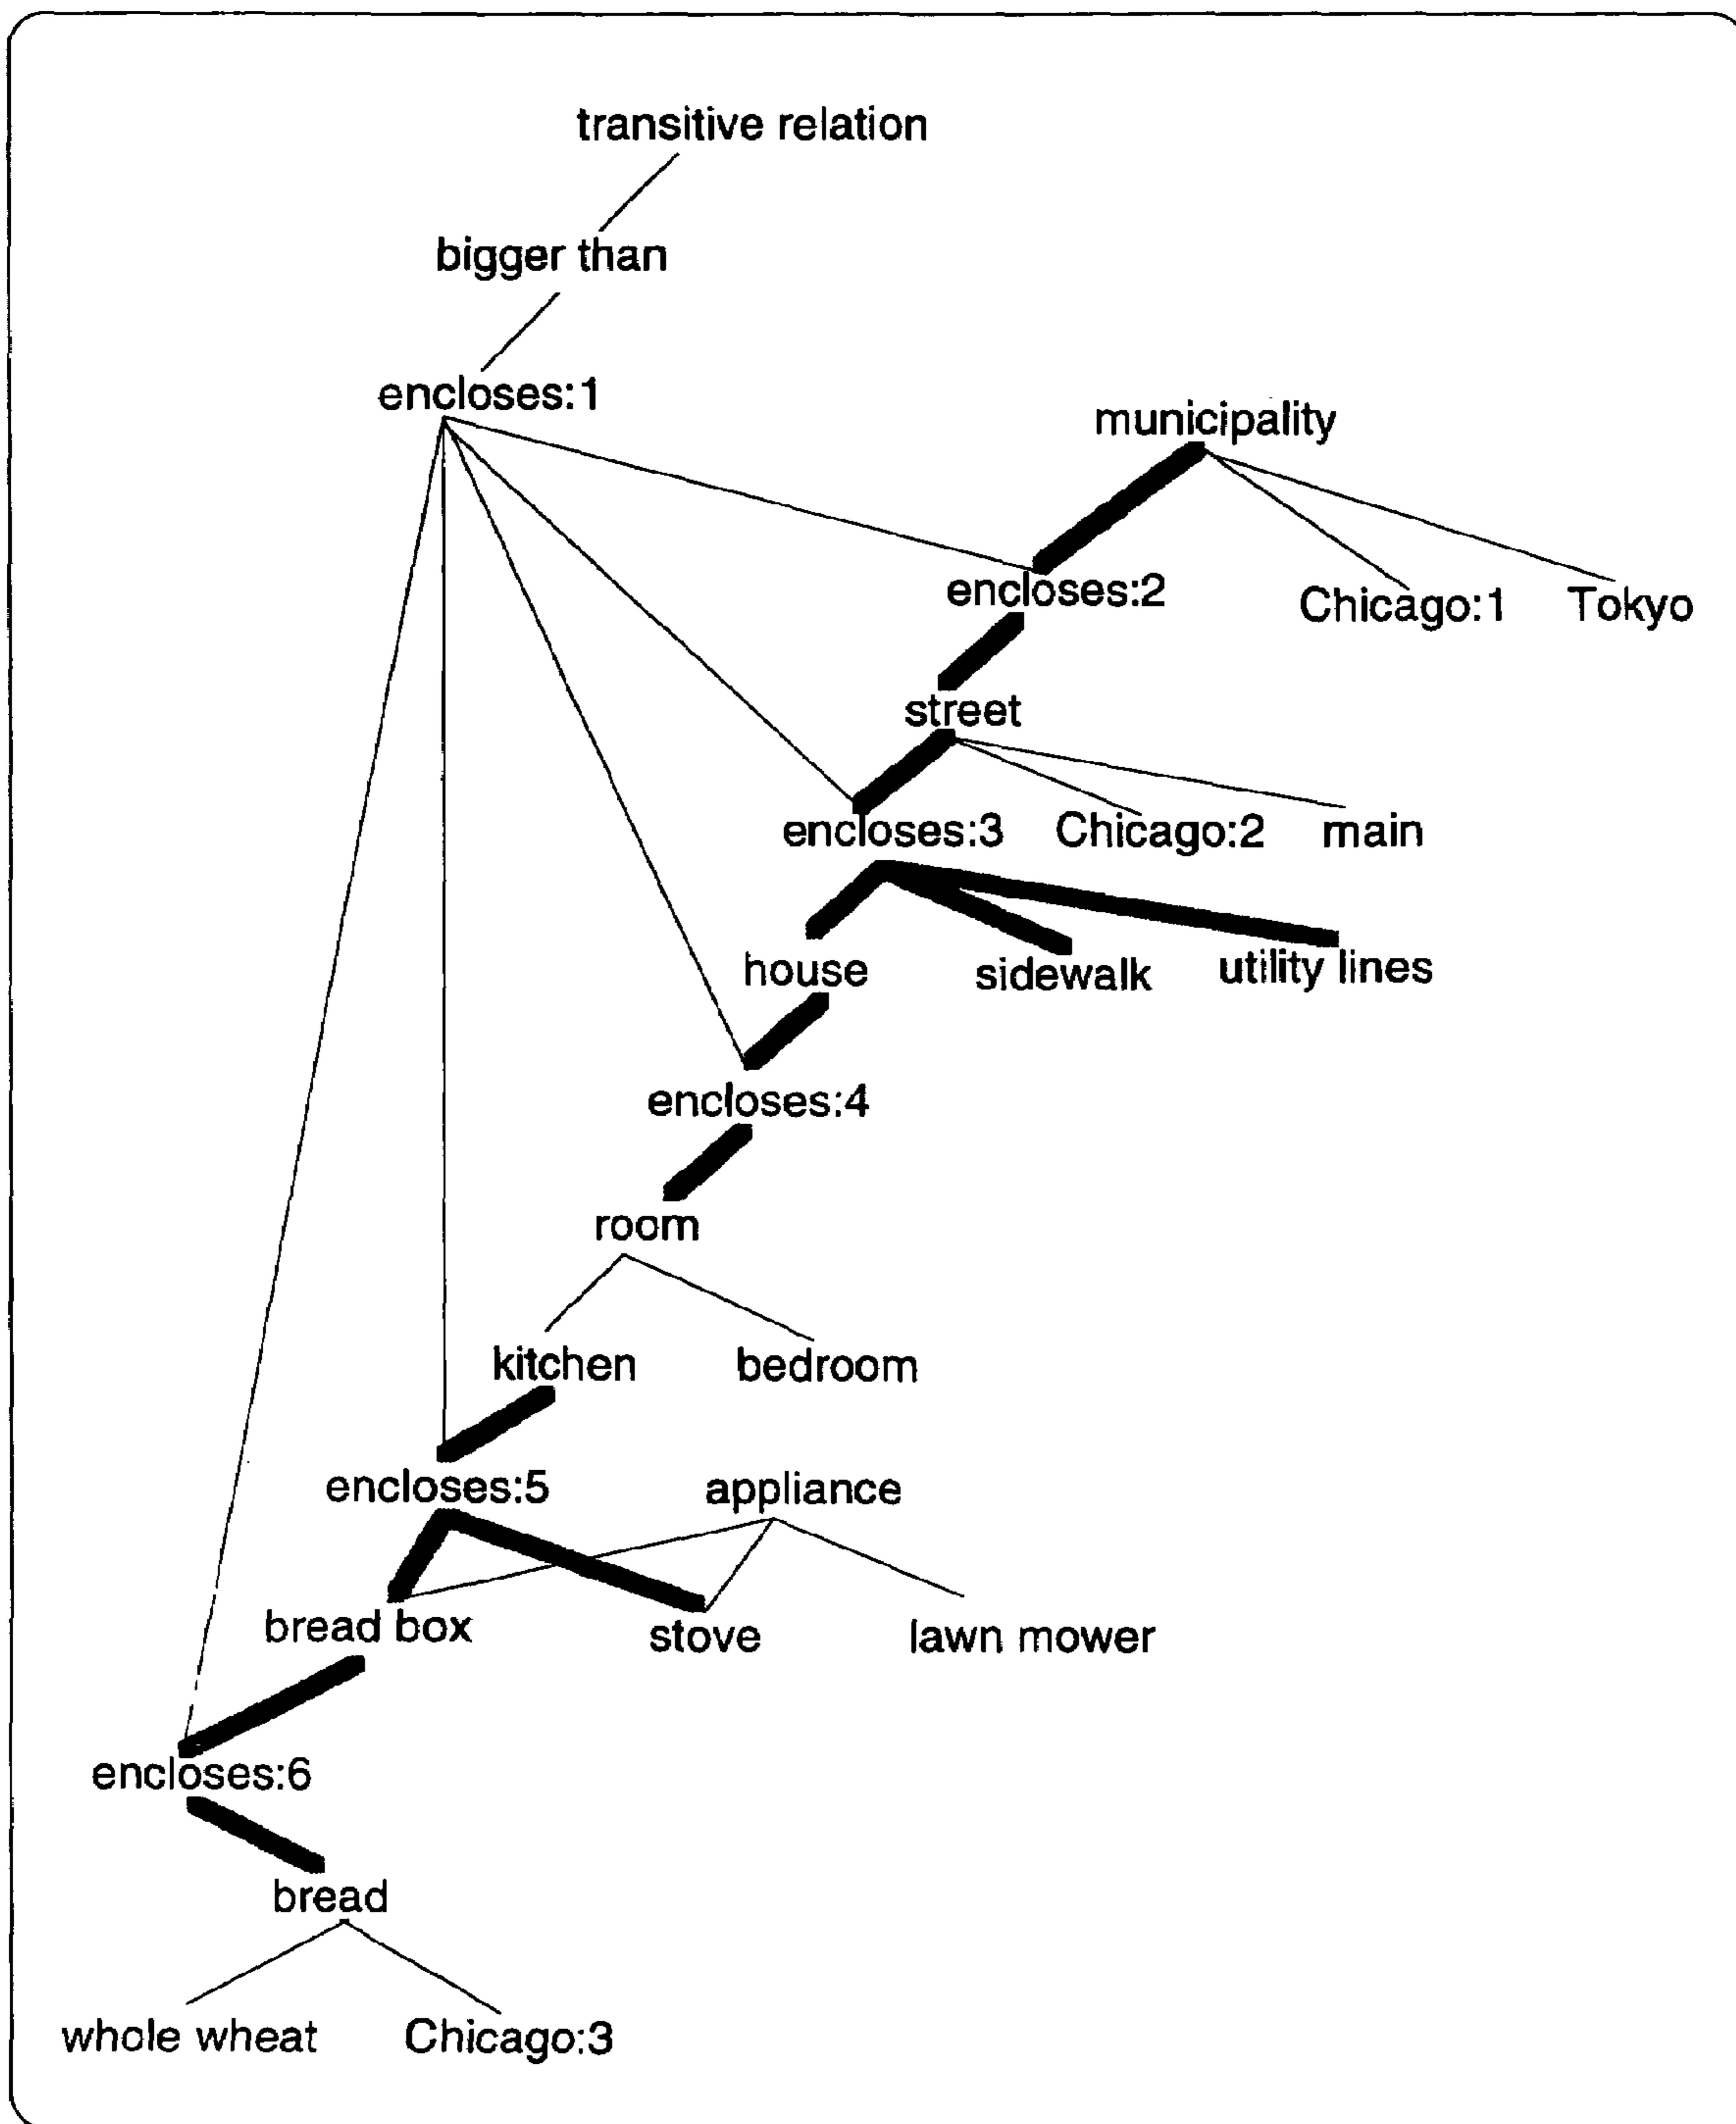 transitive relation
bigger than
encloses:1
municipality
encloses:2
Chicago:1
Tokyo
street
encloses:3
Chicago:2
main
house
sidewalk
utility lines
encloses:4
room
kitchen
bedroom
encloses:5
appliance
bread box
stove
lawn mower
encloses:6
bread
whole wheat
Chicago:3